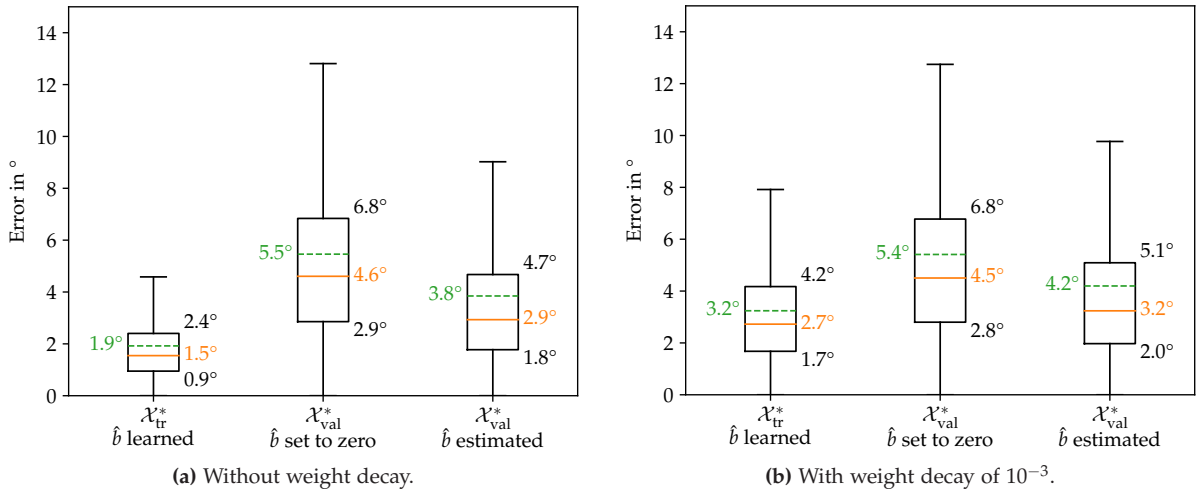 Error in °
14
12
10
8
6
4
2
0
1.9°
2.4°
1.5°
0.9°
5.5°
6.8°
4.6°
2.9°
3.8°
4.7°
2.9°
1.8°
𝒳*tr
b̂ learned
𝒳*val
b̂ set to zero
𝒳*val
b̂ estimated
(a) Without weight decay.
Error in °
14
12
10
8
6
4
2
0
3.2°
4.2°
2.7°
1.7°
5.4°
6.8°
4.5°
2.8°
4.2°
5.1°
3.2°
2.0°
𝒳*tr
b̂ learned
𝒳*val
b̂ set to zero
𝒳*val
b̂ estimated
(b) With weight decay of 10⁻³.